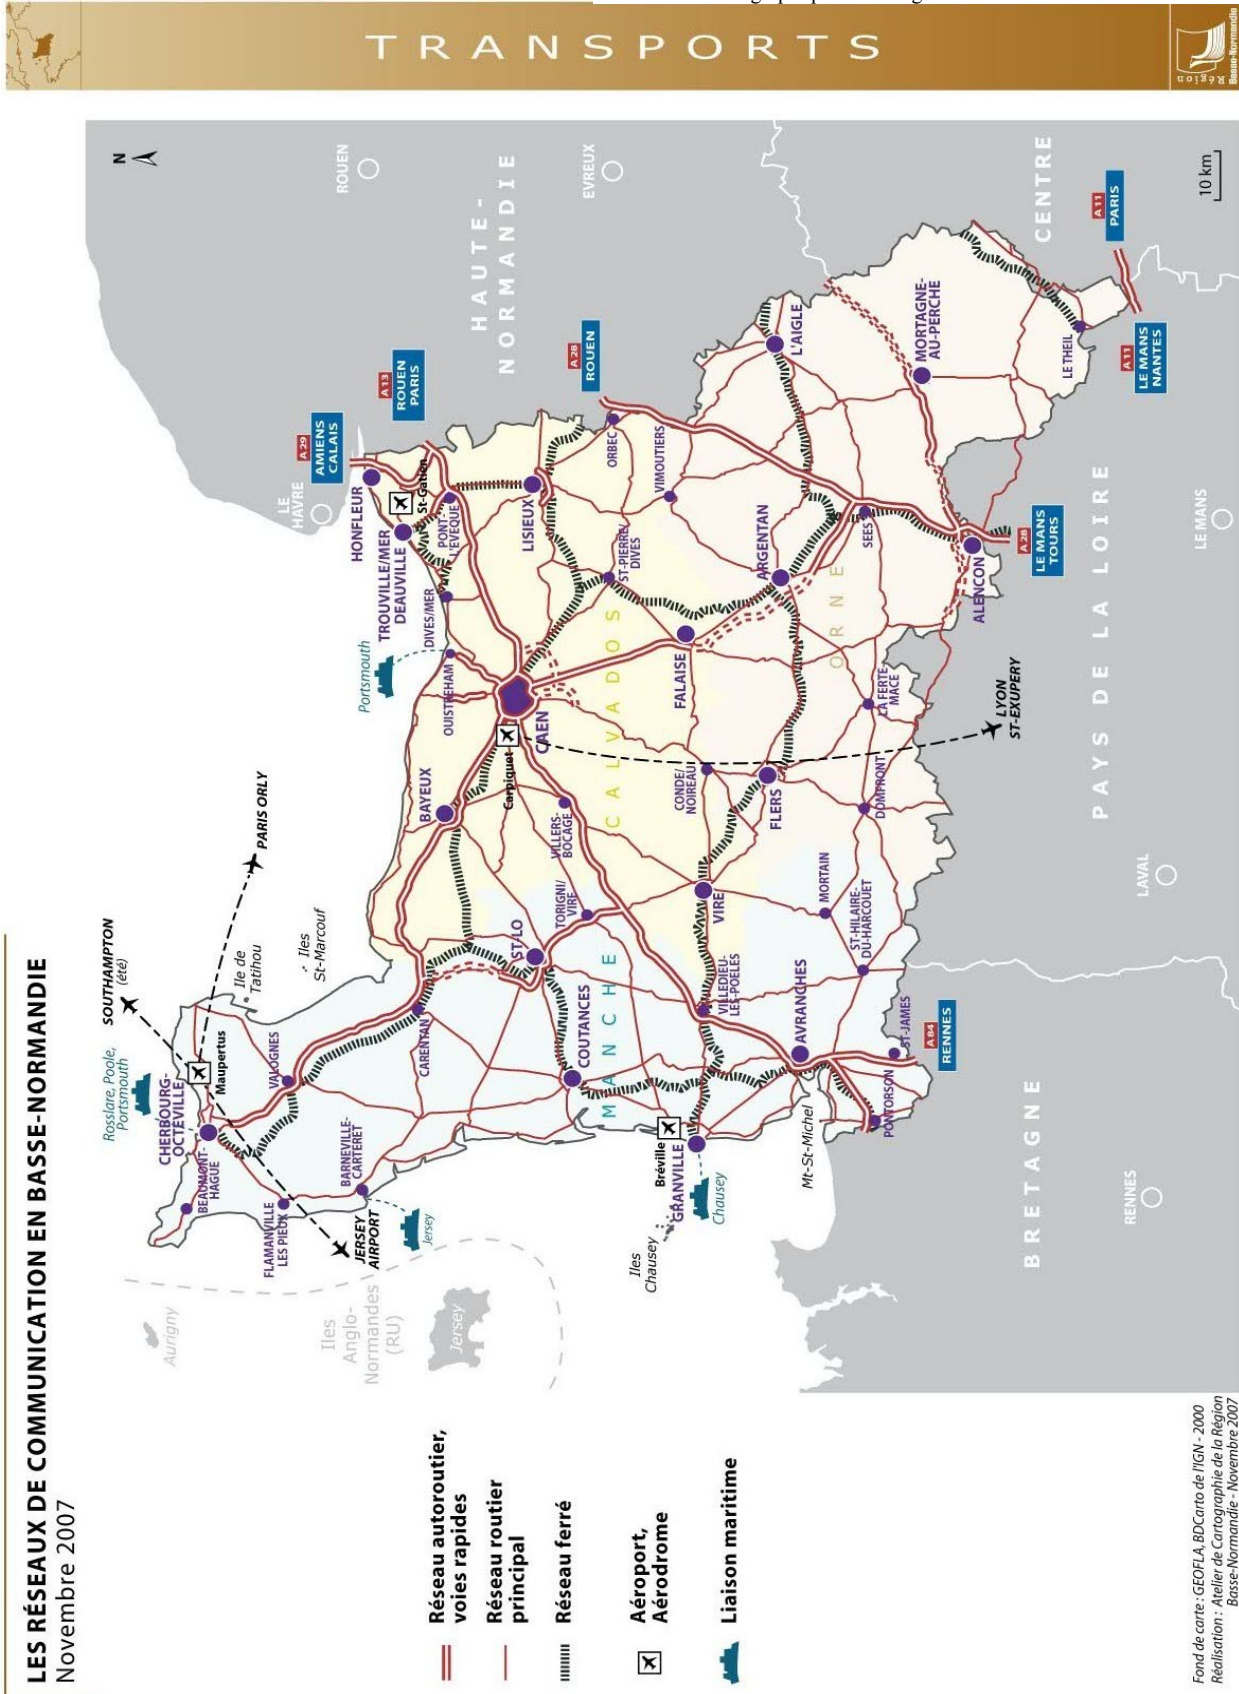 TRANSPORTS
Région
Basse-Normandie
LES RÉSEAUX DE COMMUNICATION EN BASSE-NORMANDIE
Novembre 2007
N
ROUEN
HAUTE-
NORMANDIE
EVREUX
CENTRE
10 km
LE
HAVRE
A29
AMIENS
CALAIS
A13
ROUEN
PARIS
A28
ROUEN
A11
PARIS
A11
LE MANS
NANTES
A28
LE MANS
TOURS
A84
RENNES
HONFLEUR
St-Gatien
TROUVILLE/MER
DEAUVILLE
PONT-
L'EVEQUE
LISIEUX
ORBEC
VIMOUTIERS
L'AIGLE
MORTAGNE-
AU-PERCHE
LE THEIL
DIVES/MER
ST-PIERRE/
DIVES
ARGENTAN
SEES
ALENCON
Portsmouth
OUISTREHAM
CAEN
Carpiquet
CALVADOS
FALAISE
ORNE
LA FERTE-
MACE
LYON
ST-EXUPERY
BAYEUX
VILLERS-
BOCAGE
CONDE/
NOIREAU
FLERS
DOMFRONT
PAYS DE LA LOIRE
LE MANS
LAVAL
PARIS ORLY
SOUTHAMPTON
(été)
Ile de
Tatihou
Iles
St-Marcouf
ST-LO
TORIGNI/
VIRE
VIRE
MORTAIN
ST-HILAIRE-
DU-HARCOUET
Rosslare, Poole,
Portsmouth
CHERBOURG-
OCTEVILLE
Maupertus
VALOGNES
CARENTAN
COUTANCES
MANCHE
VILLEDIEU-
LES-POELES
AVRANCHES
ST-JAMES
PONTORSON
Mt-St-Michel
BEAUMONT-
HAGUE
FLAMANVILLE
LES PIEUX
BARNEVILLE-
CARTERET
JERSEY
AIRPORT
Jersey
Bréville
GRANVILLE
Chausey
Iles
Chausey
BRETAGNE
RENNES
Aurigny
Iles
Anglo-
Normandes
(RU)
Jersey
Réseau autoroutier,
voies rapides
Réseau routier
principal
Réseau ferré
Aéroport,
Aérodrome
Liaison maritime
Fond de carte : GEOFLA, BDCarto de l'IGN - 2000
Réalisation : Atelier de Cartographie de la Région
Basse-Normandie - Novembre 2007